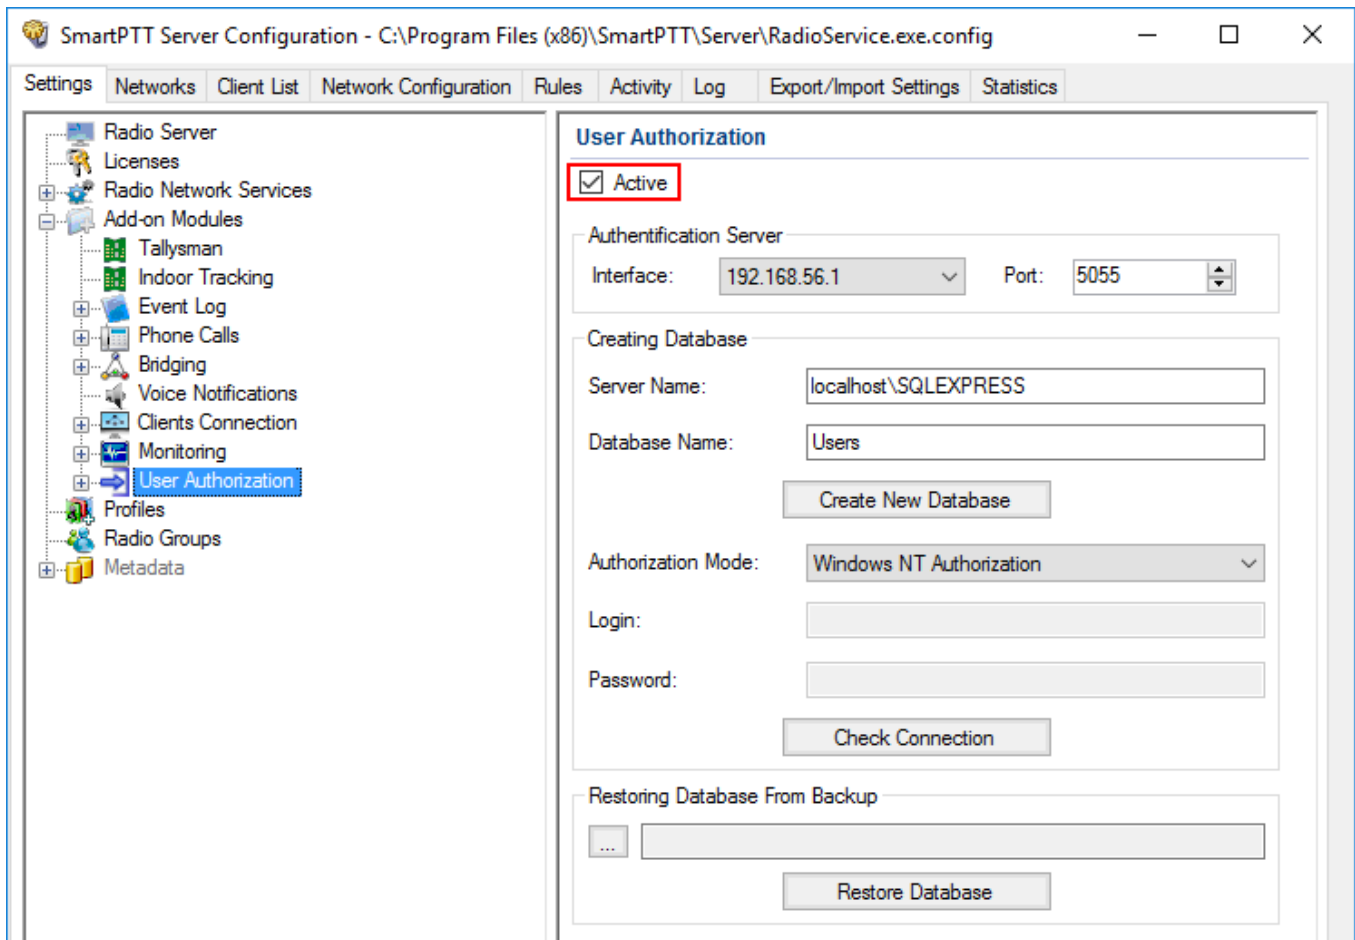 SmartPTT Server Configuration - C:\Program Files (x86)\SmartPTT\Server\RadioService.exe.config
Settings Networks Client List Network Configuration Rules Activity Log Export/Import Settings Statistics
Radio Server
Licenses
Radio Network Services
Add-on Modules
Tallysman
Indoor Tracking
Event Log
Phone Calls
Bridging
Voice Notifications
Clients Connection
Monitoring
User Authorization
Profiles
Radio Groups
Metadata
User Authorization
Active
Authentification Server
Interface: 192.168.56.1 Port: 5055
Creating Database
Server Name: localhost\SQLEXPRESS
Database Name: Users
Create New Database
Authorization Mode: Windows NT Authorization
Login:
Password:
Check Connection
Restoring Database From Backup
...
Restore Database